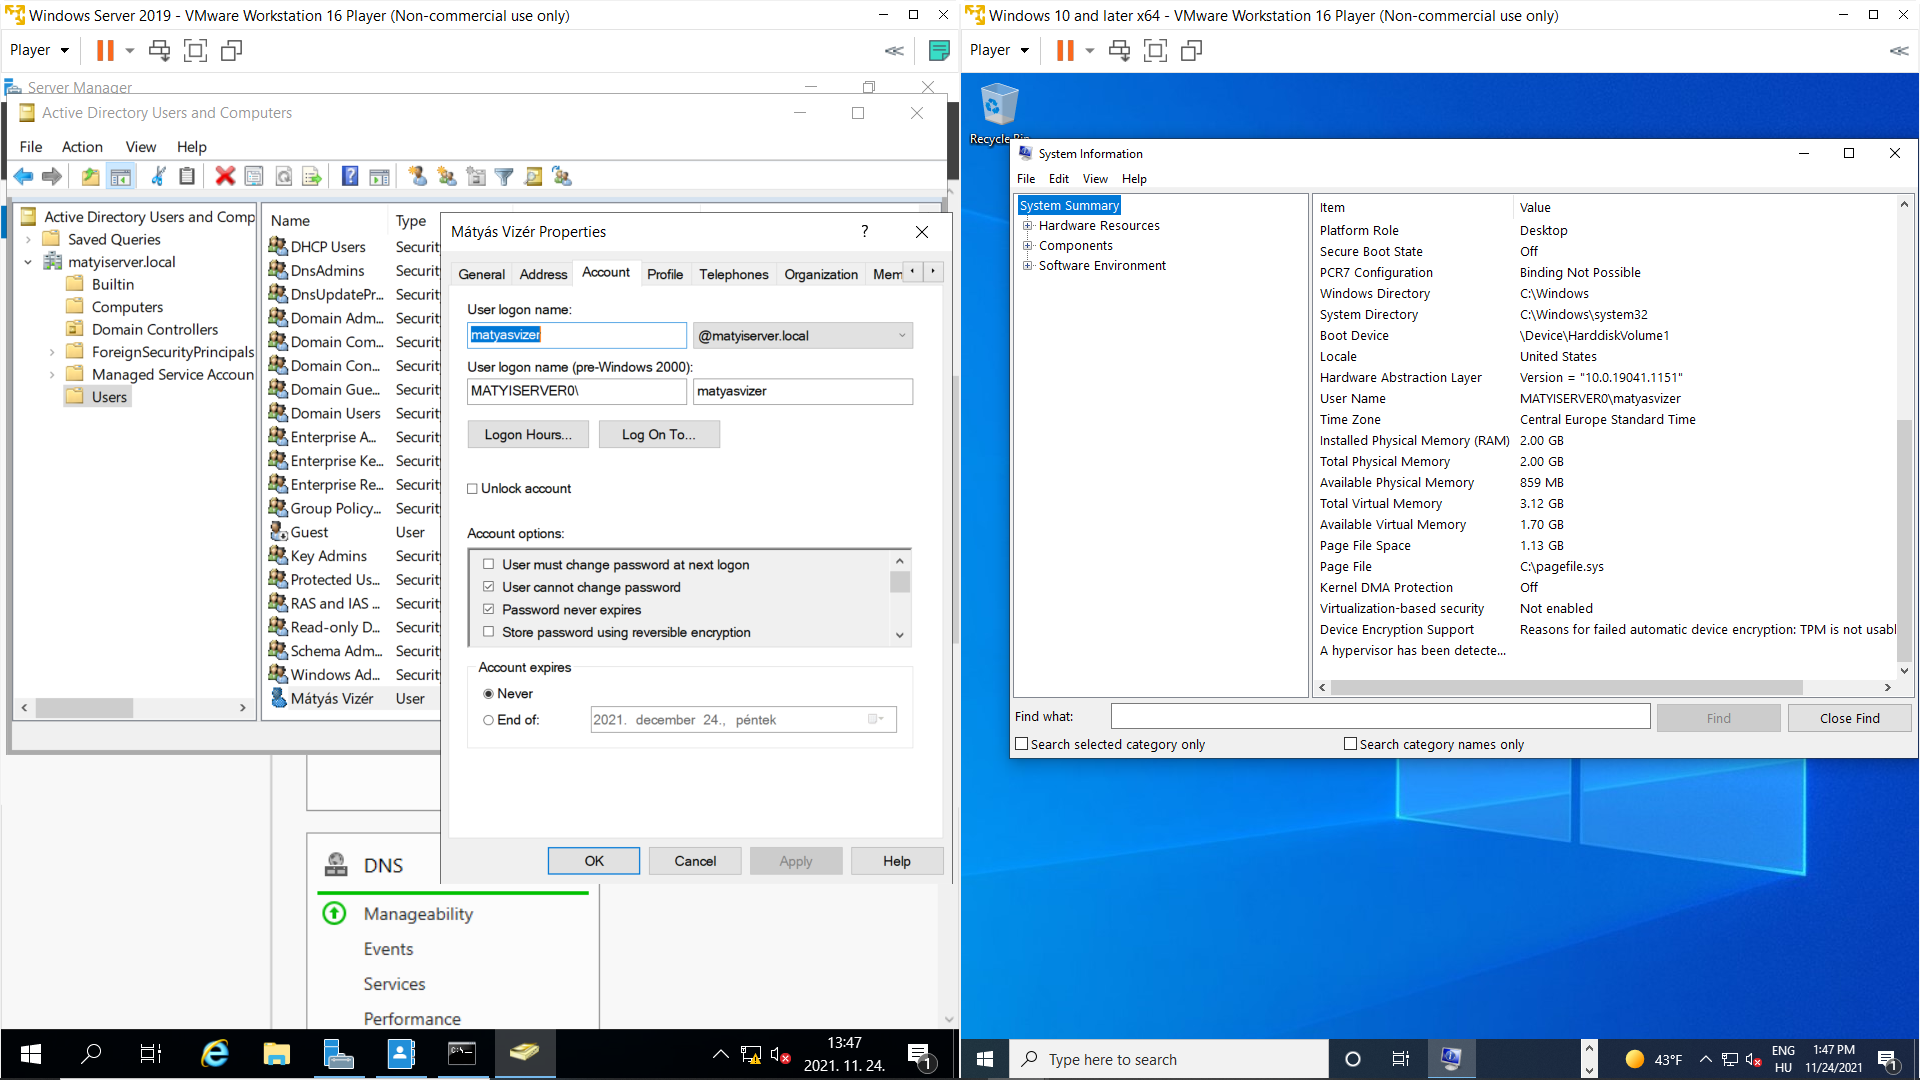 Windows Server 2019 - VMware Workstation 16 Player (Non-commercial use only)
Player
Server Manager
Active Directory Users and Computers
File Action View Help
Active Directory Users and Comp
Saved Queries
matyiserver.local
Builtin
Computers
Domain Controllers
ForeignSecurityPrincipals
Managed Service Accoun
Users
Name Type
DHCP Users Securit
DnsAdmins Securit
DnsUpdatePr... Securit
Domain Adm... Securit
Domain Com... Securit
Domain Con... Securit
Domain Gue... Securit
Domain Users Securit
Enterprise A... Securit
Enterprise Ke... Securit
Enterprise Re... Securit
Group Policy... Securit
Guest User
Key Admins Securit
Protected Us... Securit
RAS and IAS ... Securit
Read-only D... Securit
Schema Adm... Securit
Windows Ad... Securit
Mátyás Vizér User
Mátyás Vizér Properties
?
General Address Account Profile Telephones Organization Mem
User logon name:
matyasvizer @matyiserver.local
User logon name (pre-Windows 2000):
MATYISERVER0\ matyasvizer
Logon Hours... Log On To...
Unlock account
Account options:
User must change password at next logon
User cannot change password
Password never expires
Store password using reversible encryption
Account expires
Never
End of: 2021. december 24., péntek
OK Cancel Apply Help
DNS
Manageability
Events
Services
Performance
13:47
2021. 11. 24.
1
Windows 10 and later x64 - VMware Workstation 16 Player (Non-commercial use only)
Player
Recycle Bin
System Information
File Edit View Help
System Summary
Hardware Resources
Components
Software Environment
Item Value
Platform Role Desktop
Secure Boot State Off
PCR7 Configuration Binding Not Possible
Windows Directory C:\Windows
System Directory C:\Windows\system32
Boot Device \Device\HarddiskVolume1
Locale United States
Hardware Abstraction Layer Version = "10.0.19041.1151"
User Name MATYISERVER0\matyasvizer
Time Zone Central Europe Standard Time
Installed Physical Memory (RAM) 2.00 GB
Total Physical Memory 2.00 GB
Available Physical Memory 859 MB
Total Virtual Memory 3.12 GB
Available Virtual Memory 1.70 GB
Page File Space 1.13 GB
Page File C:\pagefile.sys
Kernel DMA Protection Off
Virtualization-based security Not enabled
Device Encryption Support Reasons for failed automatic device encryption: TPM is not usabl
A hypervisor has been detecte...
Find what: Find Close Find
Search selected category only Search category names only
Type here to search
43°F
ENG
HU
1:47 PM
11/24/2021
1